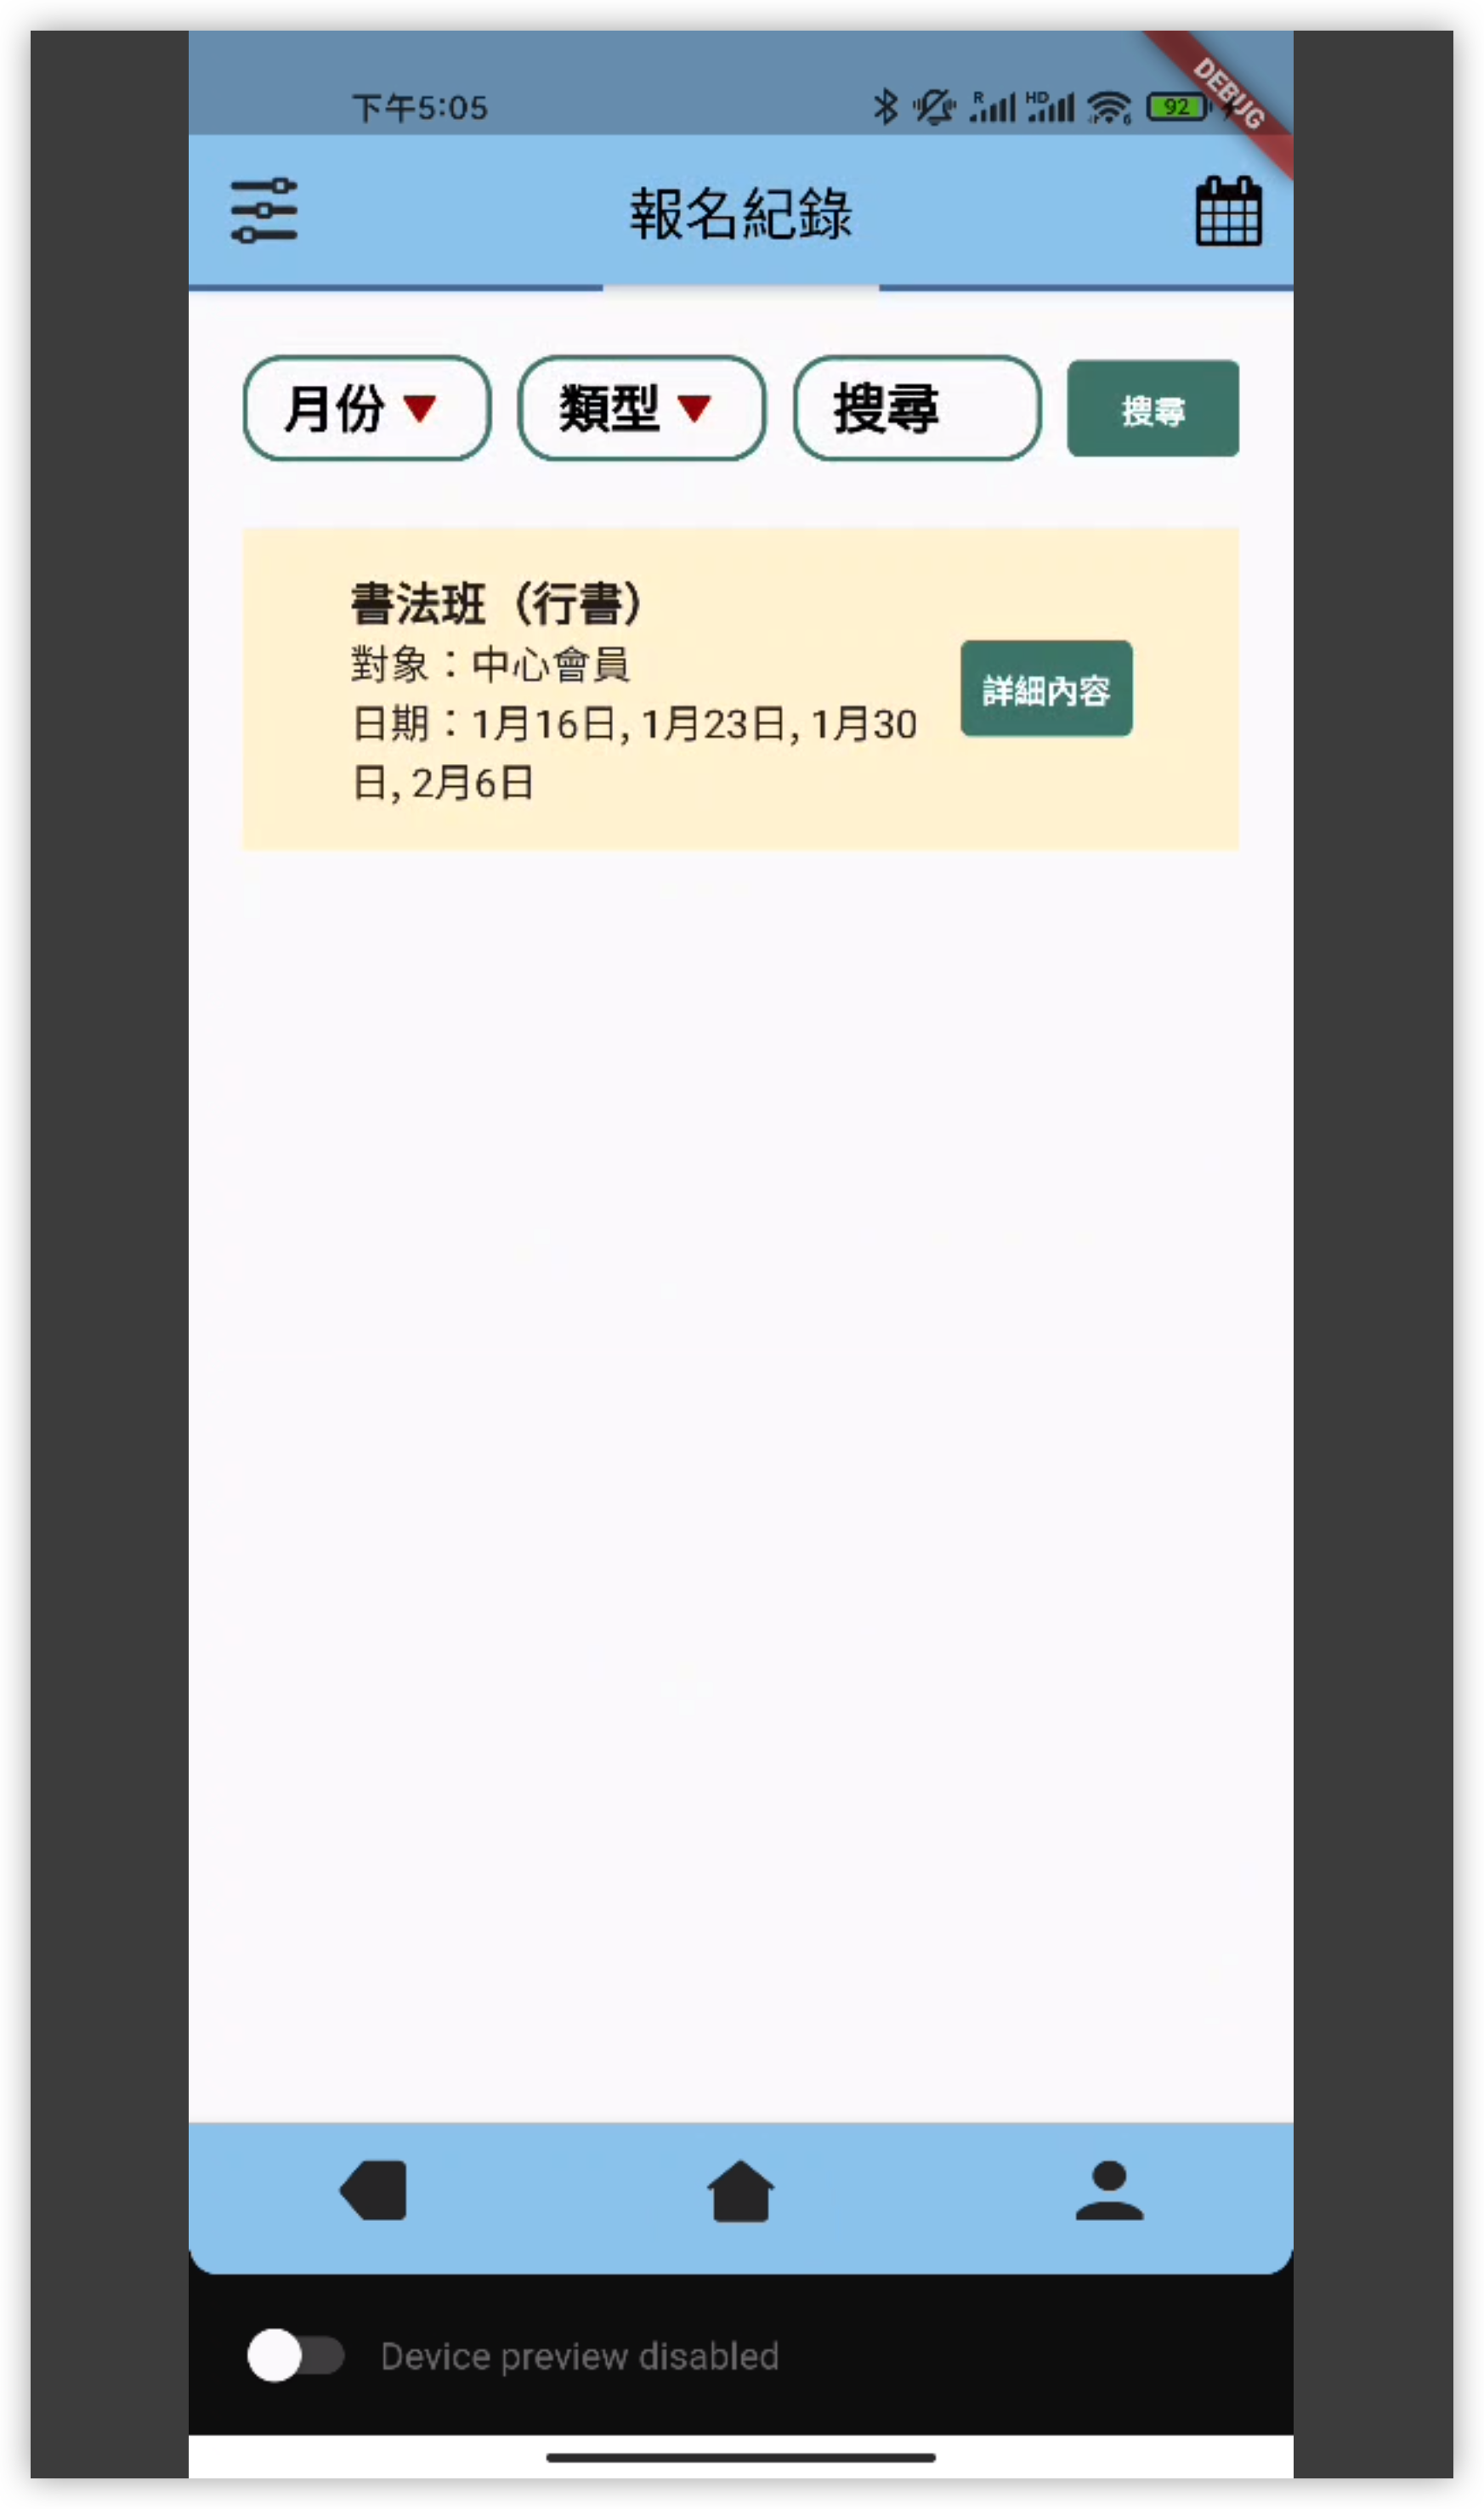 下午5:05
R HD 6 92
DEBUG
報名紀錄
月份 類型 搜尋 搜尋
書法班（行書）
對象：中心會員
日期：1月16日, 1月23日, 1月30
日, 2月6日
詳細內容
Device preview disabled